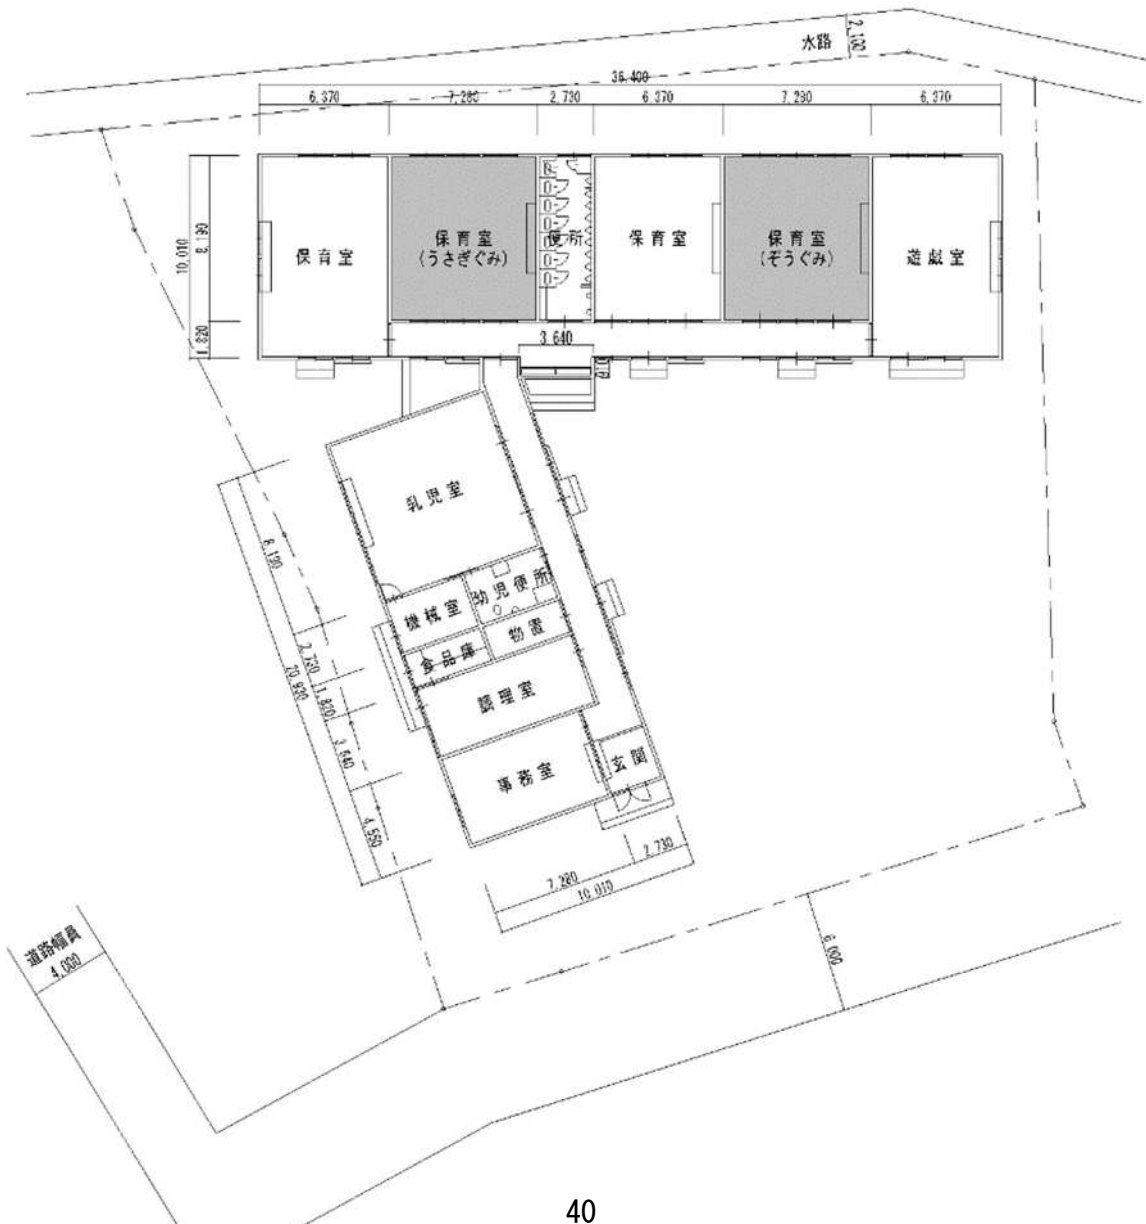 水路
2,100
36,400
6,370 7,280 2,730 6,370 7,280 6,370
10,010
8,190
1,820
保育室
保育室
(うさぎぐみ)
便所
保育室
保育室
(ぞうぐみ)
遊戯室
3,640
910
乳児室
機械室
幼児便所
食品庫
物置
調理室
事務室
玄関
8,190
2,730
1,820
3,640
4,550
20,930
2,730
7,280
10,010
道路幅員
4,000
6,000
40